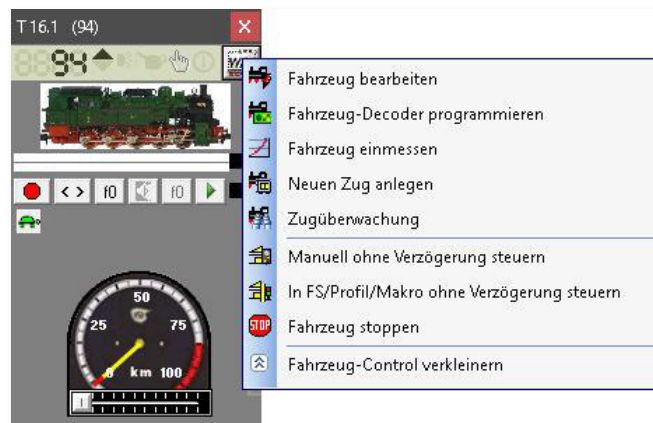 T16.1 (94)
94
Fahrzeug bearbeiten
Fahrzeug-Decoder programmieren
Fahrzeug einmessen
Neuen Zug anlegen
Zugüberwachung
Manuell ohne Verzögerung steuern
In FS/Profil/Makro ohne Verzögerung steuern
STOP Fahrzeug stoppen
Fahrzeug-Control verkleinern
< > f0 f0
50
25 75
0 km 100